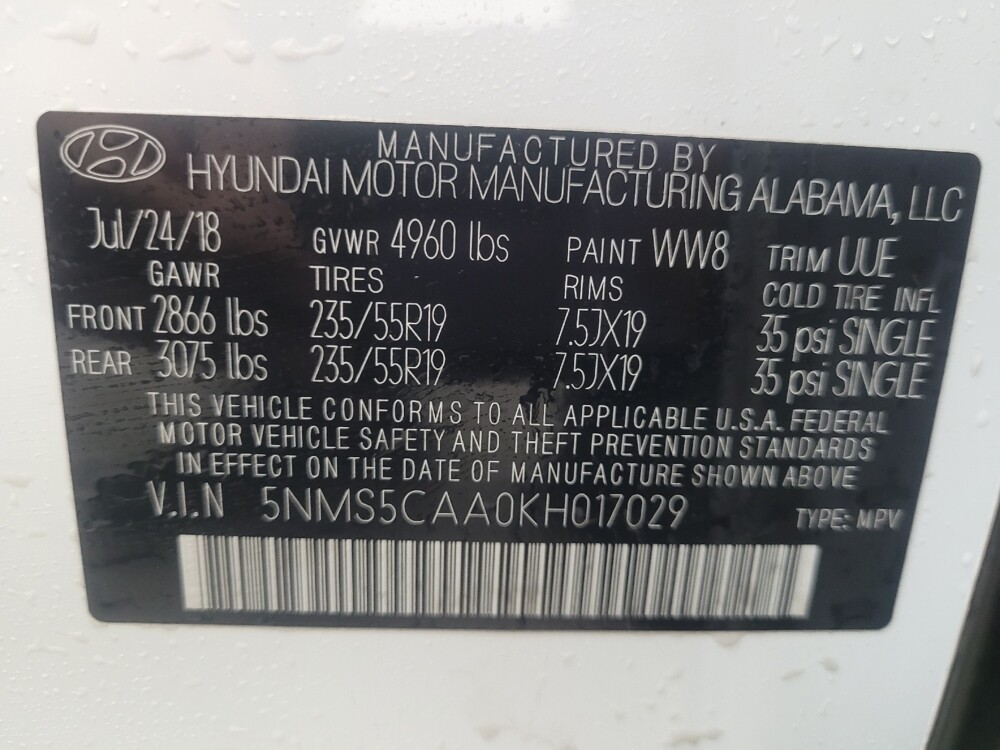 MANUFACTURED BY
HYUNDAI MOTOR MANUFACTURING ALABAMA, LLC
Jul/24/18 GVWR 4960 lbs PAINT WW8 TRIM UUE
GAWR TIRES RIMS COLD TIRE INFL
FRONT 2866 lbs 235/55R19 7.5JX19 35 psi SINGLE
REAR 3075 lbs 235/55R19 7.5JX19 35 psi SINGLE
THIS VEHICLE CONFORMS TO ALL APPLICABLE U.S.A. FEDERAL
MOTOR VEHICLE SAFETY AND THEFT PREVENTION STANDARDS
IN EFFECT ON THE DATE OF MANUFACTURE SHOWN ABOVE
V.I.N 5NMS5CAA0KH017029 TYPE: MPV